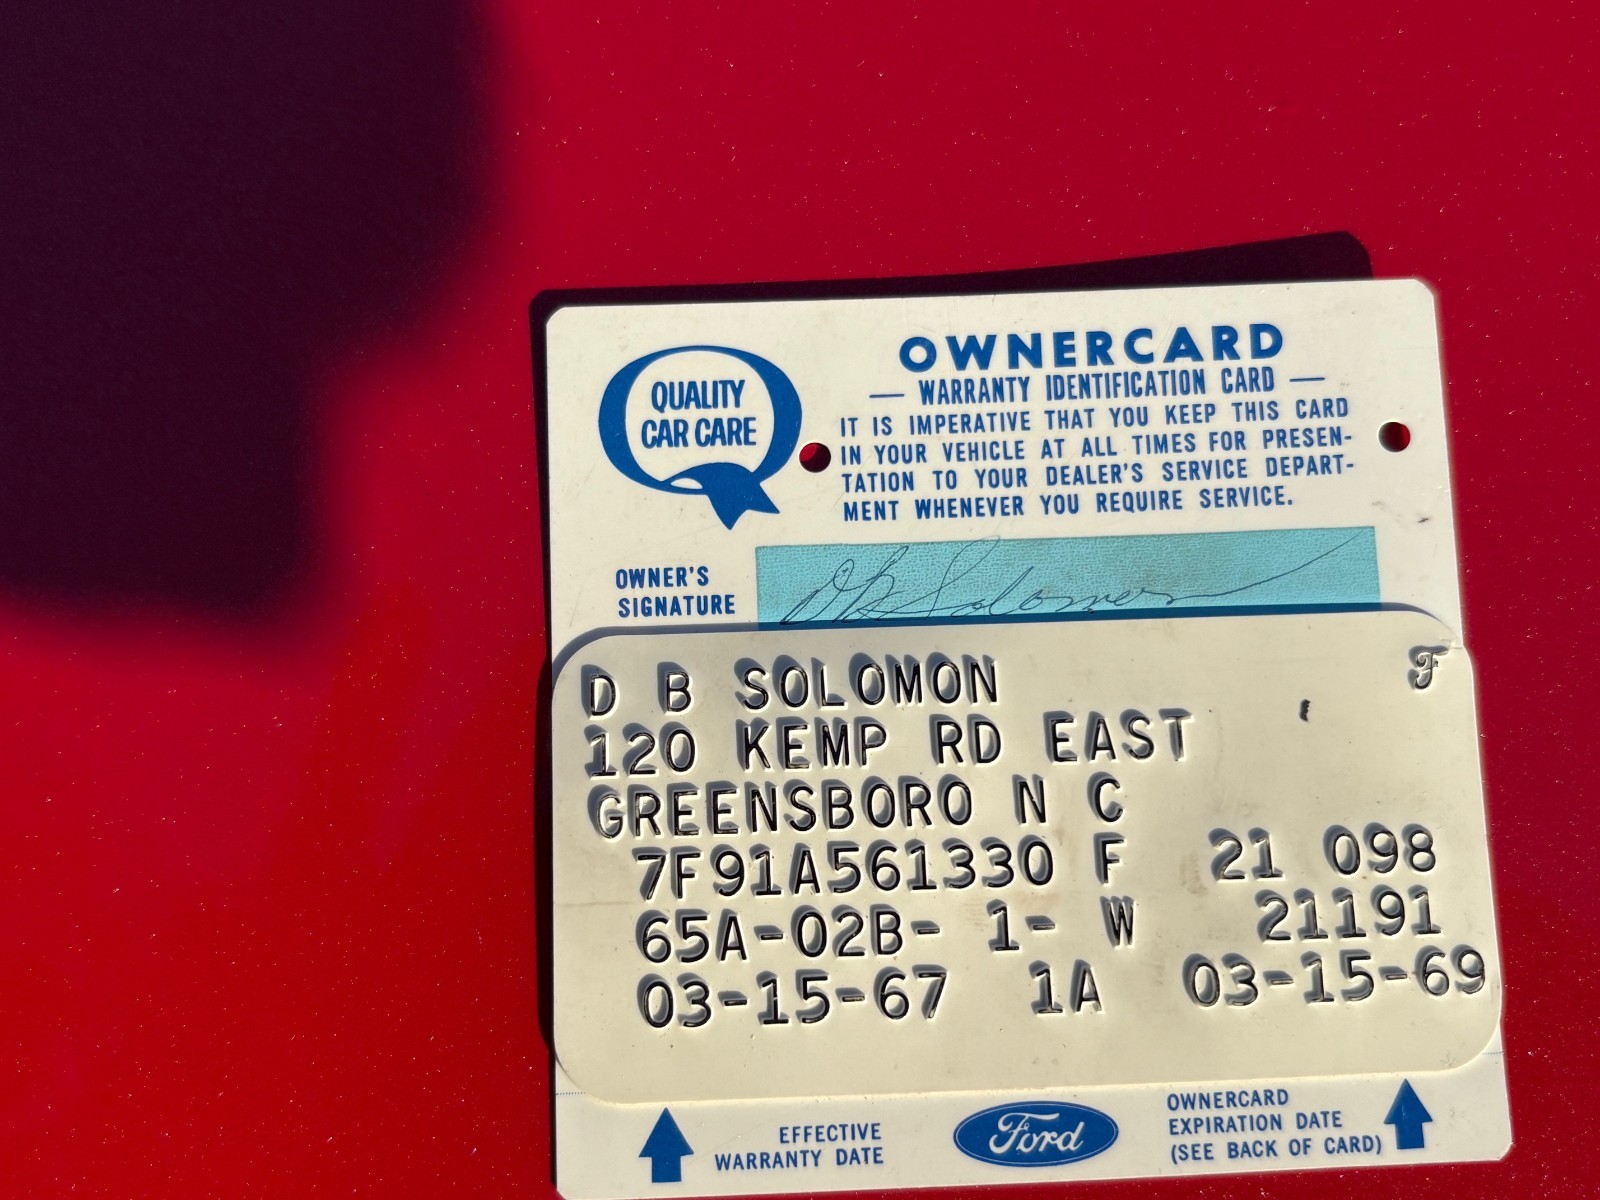 QUALITY
CAR CARE
OWNERCARD
— WARRANTY IDENTIFICATION CARD —
IT IS IMPERATIVE THAT YOU KEEP THIS CARD
IN YOUR VEHICLE AT ALL TIMES FOR PRESEN-
TATION TO YOUR DEALER'S SERVICE DEPART-
MENT WHENEVER YOU REQUIRE SERVICE.
OWNER'S
SIGNATURE
DB Solomon
F
D B SOLOMON
120 KEMP RD EAST
GREENSBORO N C
7F91A561330 F 21 098
65A-02B- 1- W 21191
03-15-67 1A 03-15-69
EFFECTIVE
WARRANTY DATE
Ford
OWNERCARD
EXPIRATION DATE
(SEE BACK OF CARD)